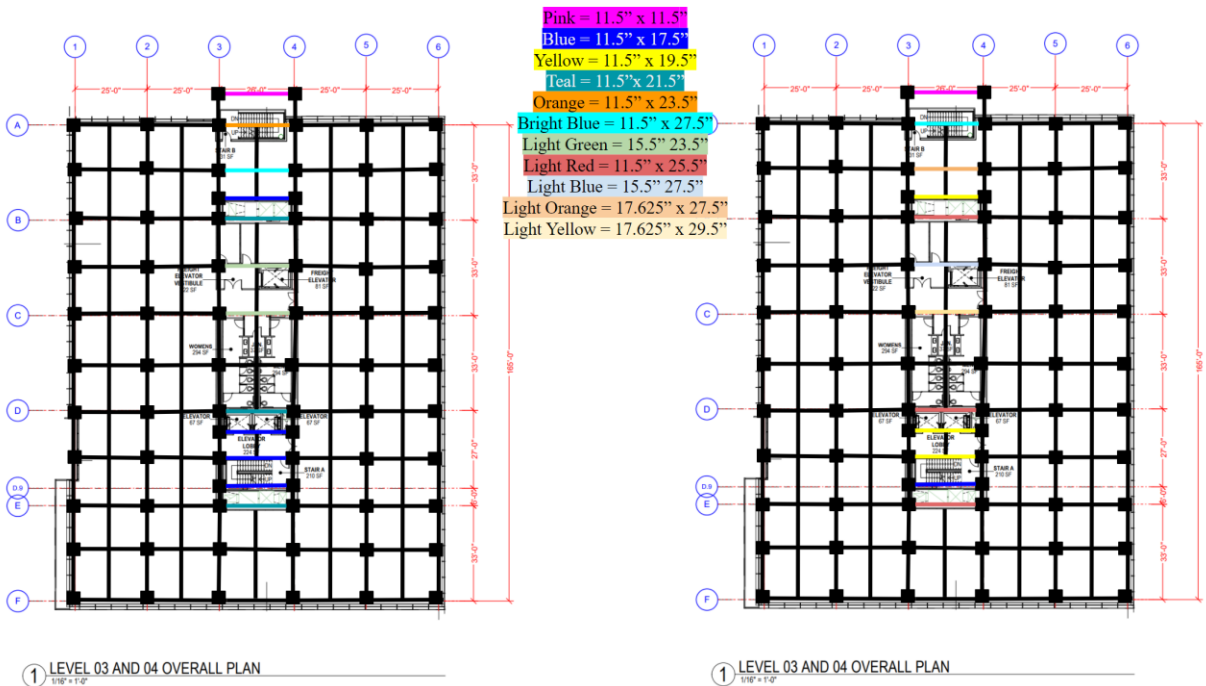 Pink = 11.5” x 11.5”
Blue = 11.5” x 17.5”
Yellow = 11.5” x 19.5”
Teal = 11.5”x 21.5”
Orange = 11.5” x 23.5”
Bright Blue = 11.5” x 27.5”
Light Green = 15.5” 23.5”
Light Red = 11.5” x 25.5”
Light Blue = 15.5” 27.5”
Light Orange = 17.625” x 27.5”
Light Yellow = 17.625” x 29.5”
1 2 3 4 5 6
25'-0" 25'-0" 26'-0" 25'-0" 25'-0"
A
DN
UP
STAIR B
B
33'-0"
FREIGHT
ELEVATOR
VESTIBULE
FREIGHT
ELEVATOR
81 SF
33'-0"
C
WOMENS
294 SF
33'-0"
165'-0"
D
ELEVATOR
67 SF
ELEVATOR
67 SF
ELEVATOR
LOBBY
27'-0"
DN
STAIR A
210 SF
D.9
E
33'-0"
F
1 LEVEL 03 AND 04 OVERALL PLAN
1/16" = 1'-0"
1 2 3 4 5 6
25'-0" 25'-0" 26'-0" 25'-0" 25'-0"
DN
UP
STAIR B
33'-0"
FREIGHT
ELEVATOR
VESTIBULE
FREIGHT
ELEVATOR
81 SF
33'-0"
C
WOMENS
294 SF
33'-0"
165'-0"
D
ELEVATOR
67 SF
ELEVATOR
67 SF
ELEVATOR
LOBBY
27'-0"
DN
STAIR A
210 SF
D.9
E
33'-0"
F
1 LEVEL 03 AND 04 OVERALL PLAN
1/16" = 1'-0"